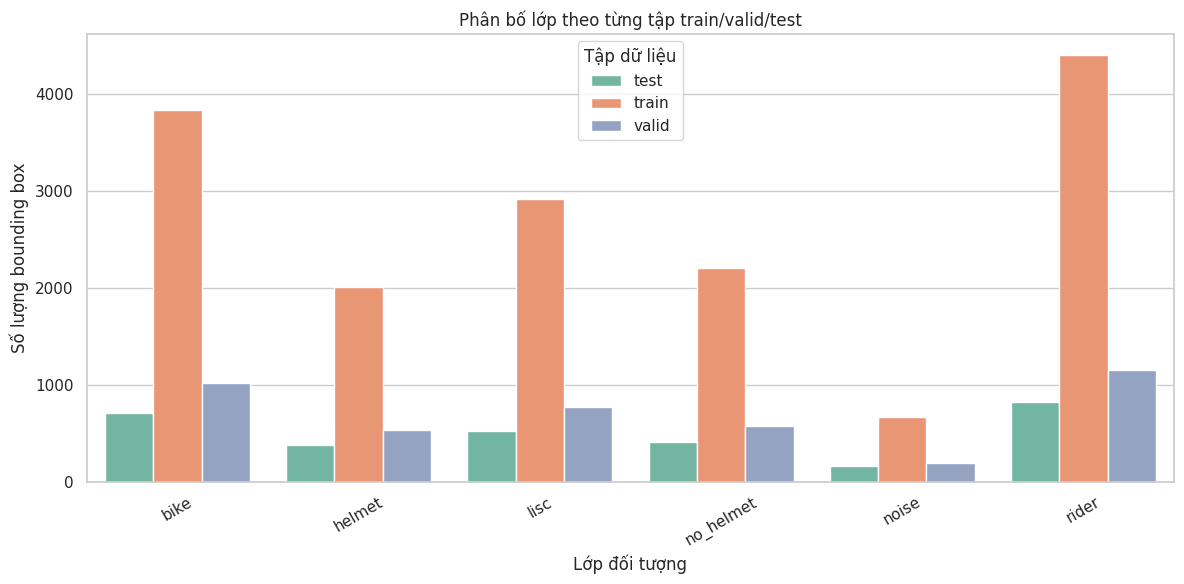 Phân bố lớp theo từng tập train/valid/test
Tập dữ liệu
test
train
valid
Số lượng bounding box
4000
3000
2000
1000
0
bike
helmet
lisc
no_helmet
noise
rider
Lớp đối tượng